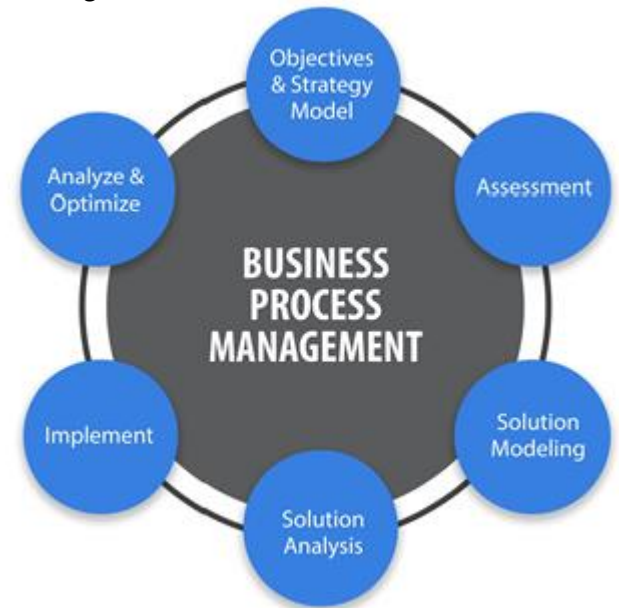 Objectives
& Strategy
Model
Assessment
Solution
Modeling
Solution
Analysis
Implement
Analyze &
Optimize
BUSINESS
PROCESS
MANAGEMENT